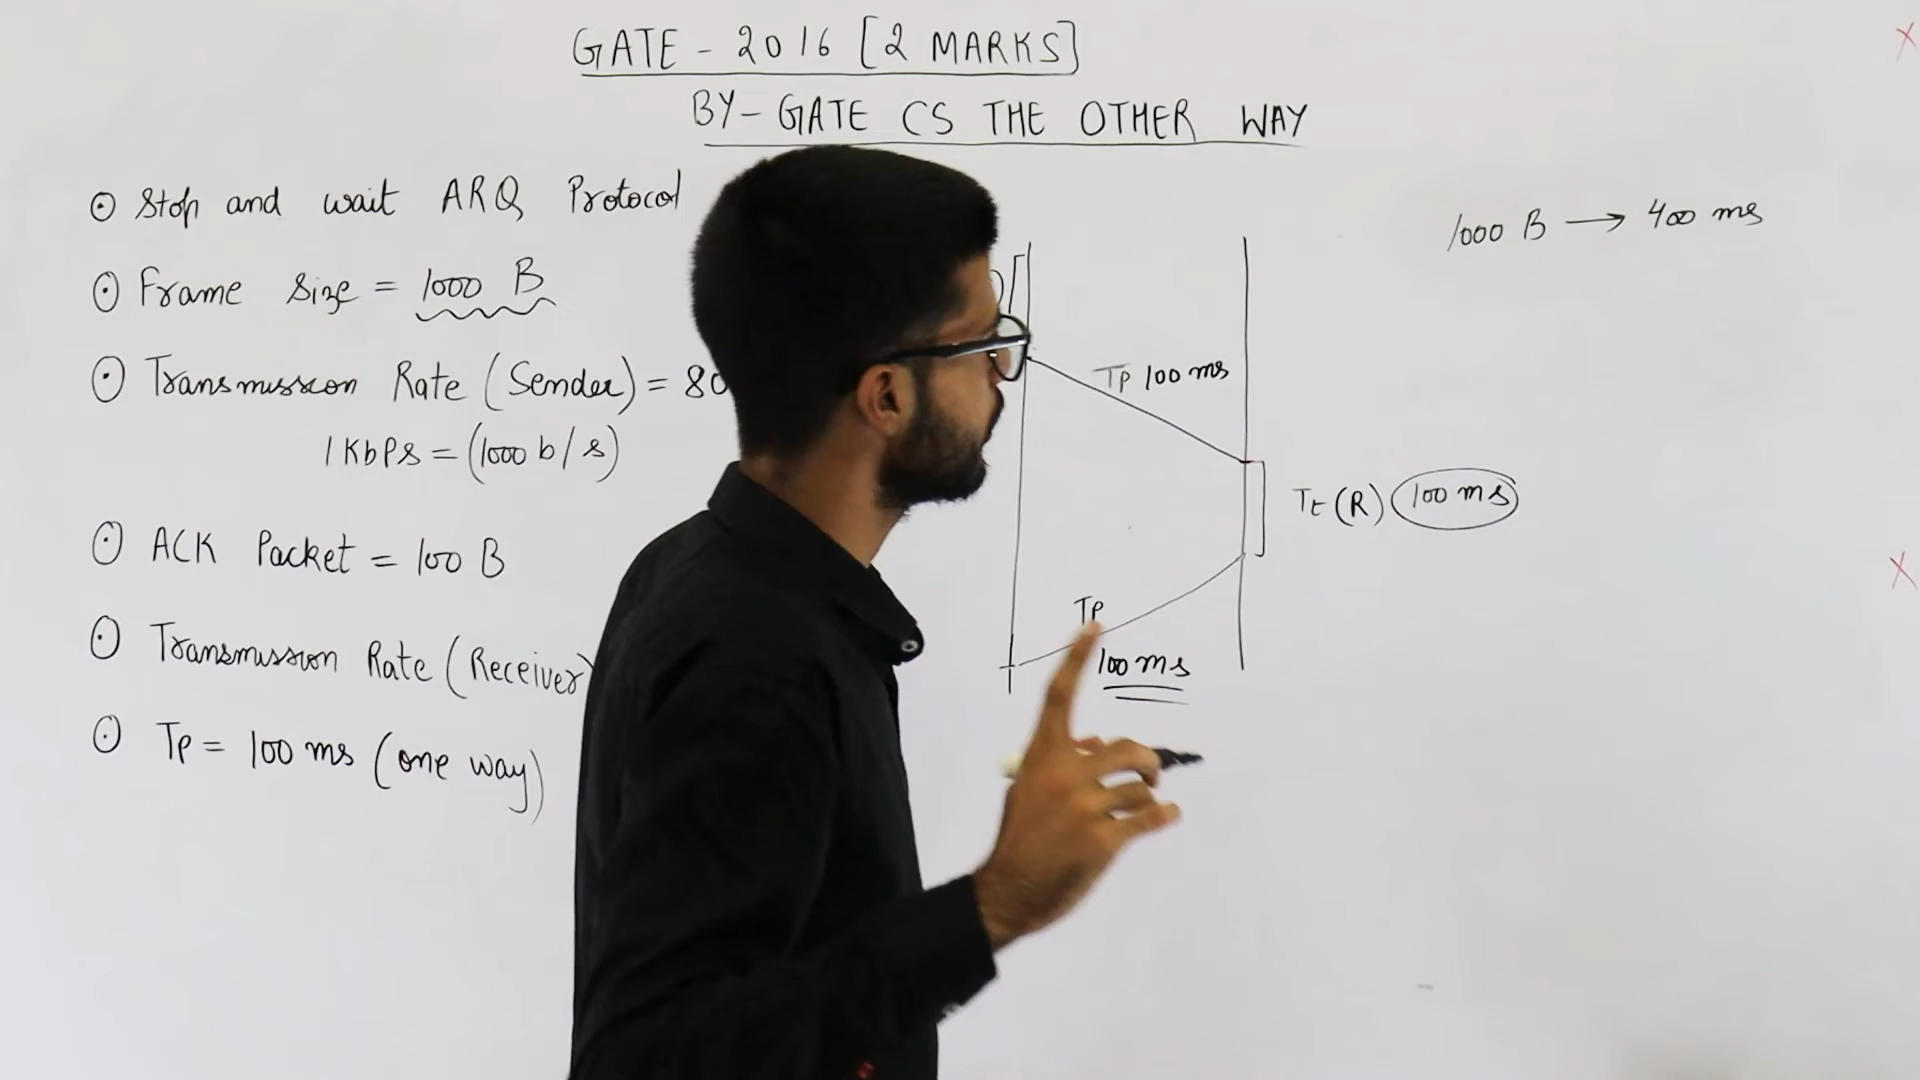 GATE - 2016 [2 MARKS]
BY - GATE CS THE OTHER WAY
Stop and wait ARQ Protocol
Frame Size = 1000 B
Transmission Rate (Sender) = 80
1 Kbps = (1000 b/s)
ACK Packet = 100 B
Transmission Rate (Receiver)
Tp = 100 ms (one way)
Tp 100 ms
Tt (R) 100 ms
Tp
100 ms
1000 B → 400 ms